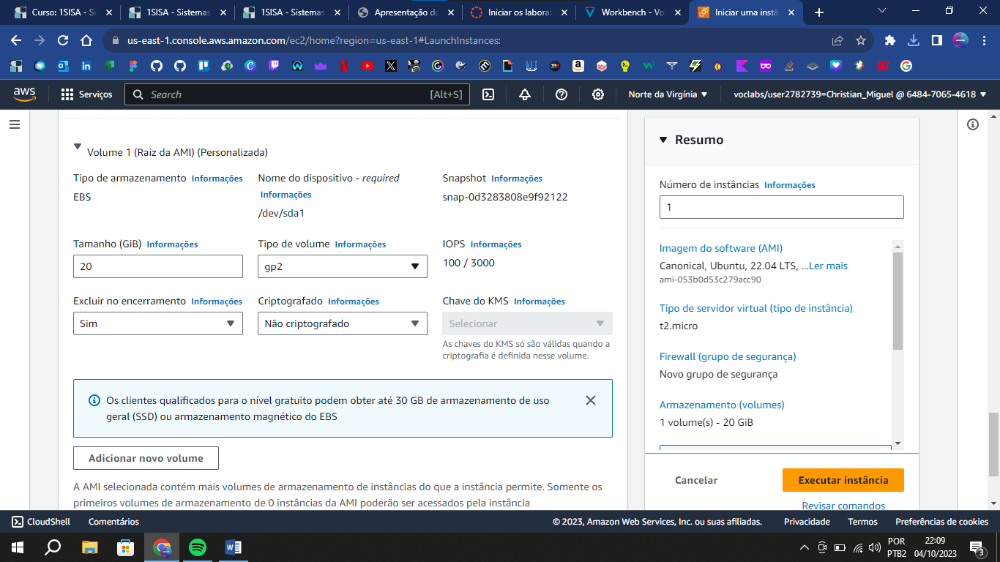 Curso: 1SISA - Si
1SISA - Sistemas
1SISA - Sistemas
Apresentação do
Iniciar os laborat
Workbench - Vo
Iniciar uma instâ
us-east-1.console.aws.amazon.com/ec2/home?region=us-east-1#LaunchInstances:
aws
Serviços
Search
[Alt+S]
Norte da Virgínia
voclabs/user2782739=Christian_Miguel @ 6484-7065-4618
Volume 1 (Raiz da AMI) (Personalizada)
Tipo de armazenamento Informações
EBS
Nome do dispositivo - required
Informações
/dev/sda1
Snapshot Informações
snap-0d3283808e9f92122
Tamanho (GiB) Informações
20
Tipo de volume Informações
gp2
IOPS Informações
100 / 3000
Excluir no encerramento Informações
Sim
Criptografado Informações
Não criptografado
Chave do KMS Informações
Selecionar
As chaves do KMS só são válidas quando a
criptografia é definida nesse volume.
Os clientes qualificados para o nível gratuito podem obter até 30 GB de armazenamento de uso
geral (SSD) ou armazenamento magnético do EBS
Adicionar novo volume
A AMI selecionada contém mais volumes de armazenamento de instâncias do que a instância permite. Somente os
primeiros volumes de armazenamento de 0 instâncias da AMI poderão ser acessados pela instância
Resumo
Número de instâncias Informações
1
Imagem do software (AMI)
Canonical, Ubuntu, 22.04 LTS, ...Ler mais
ami-053b0d53c279acc90
Tipo de servidor virtual (tipo de instância)
t2.micro
Firewall (grupo de segurança)
Novo grupo de segurança
Armazenamento (volumes)
1 volume(s) - 20 GiB
Cancelar
Executar instância
Revisar comandos
CloudShell
Comentários
© 2023, Amazon Web Services, Inc. ou suas afiliadas.
Privacidade
Termos
Preferências de cookies
POR
PTB2
22:09
04/10/2023
3